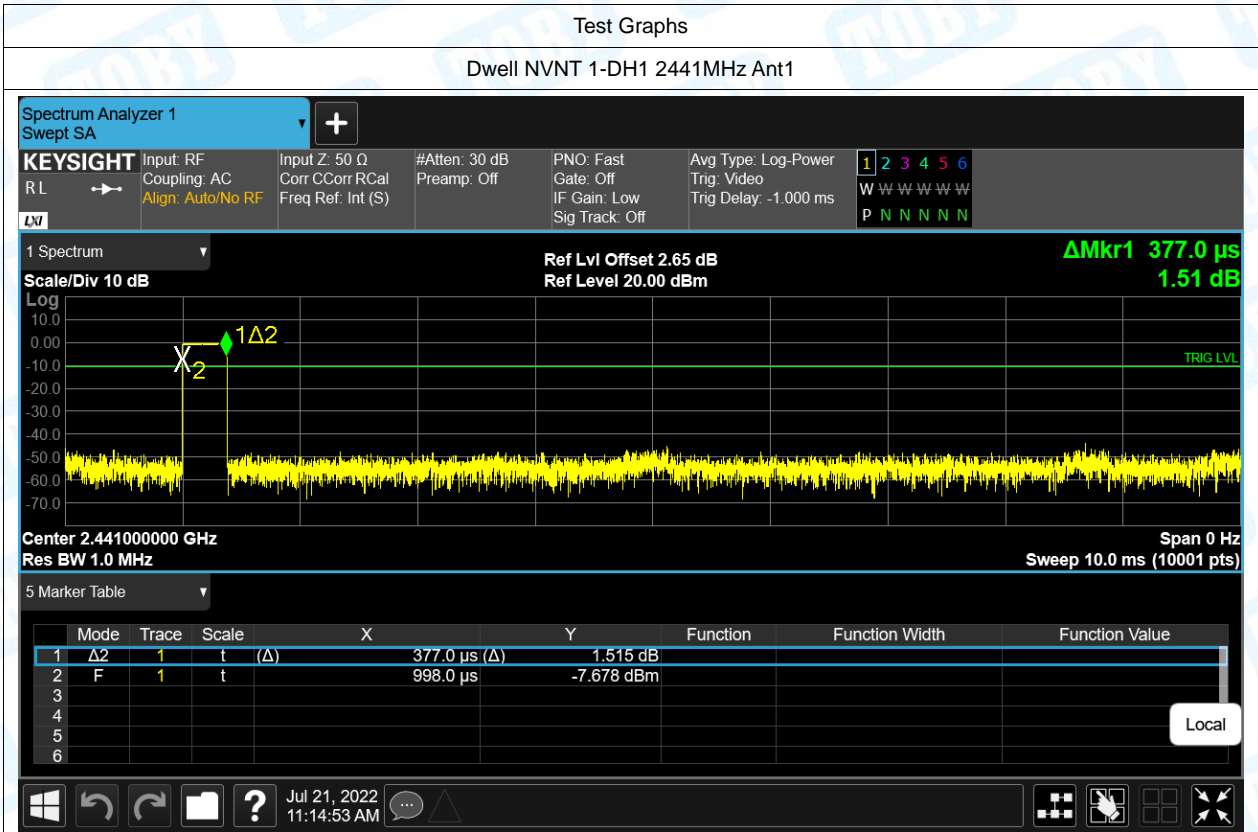 Test Graphs
Dwell NVNT 1-DH1 2441MHz Ant1
Spectrum Analyzer 1
Swept SA
KEYSIGHT
R L
LXI
Input: RF
Coupling: AC
Align: Auto/No RF
Input Z: 50 Ω
Corr CCorr RCal
Freq Ref: Int (S)
#Atten: 30 dB
Preamp: Off
PNO: Fast
Gate: Off
IF Gain: Low
Sig Track: Off
Avg Type: Log-Power
Trig: Video
Trig Delay: -1.000 ms
1 2 3 4 5 6
W W W W W W
P N N N N N
1 Spectrum
Scale/Div 10 dB
Ref Lvl Offset 2.65 dB
Ref Level 20.00 dBm
ΔMkr1 377.0 µs
1.51 dB
Log
10.0
0.00
-10.0
-20.0
-30.0
-40.0
-50.0
-60.0
-70.0
1Δ2
X2
TRIG LVL
Center 2.441000000 GHz
Span 0 Hz
Res BW 1.0 MHz
Sweep 10.0 ms (10001 pts)
5 Marker Table
Mode Trace Scale X Y Function Function Width Function Value
1 Δ2 1 t (Δ) 377.0 µs (Δ) 1.515 dB
2 F 1 t 998.0 µs -7.678 dBm
3
4
5
6
Local
?
Jul 21, 2022
11:14:53 AM
TOBY